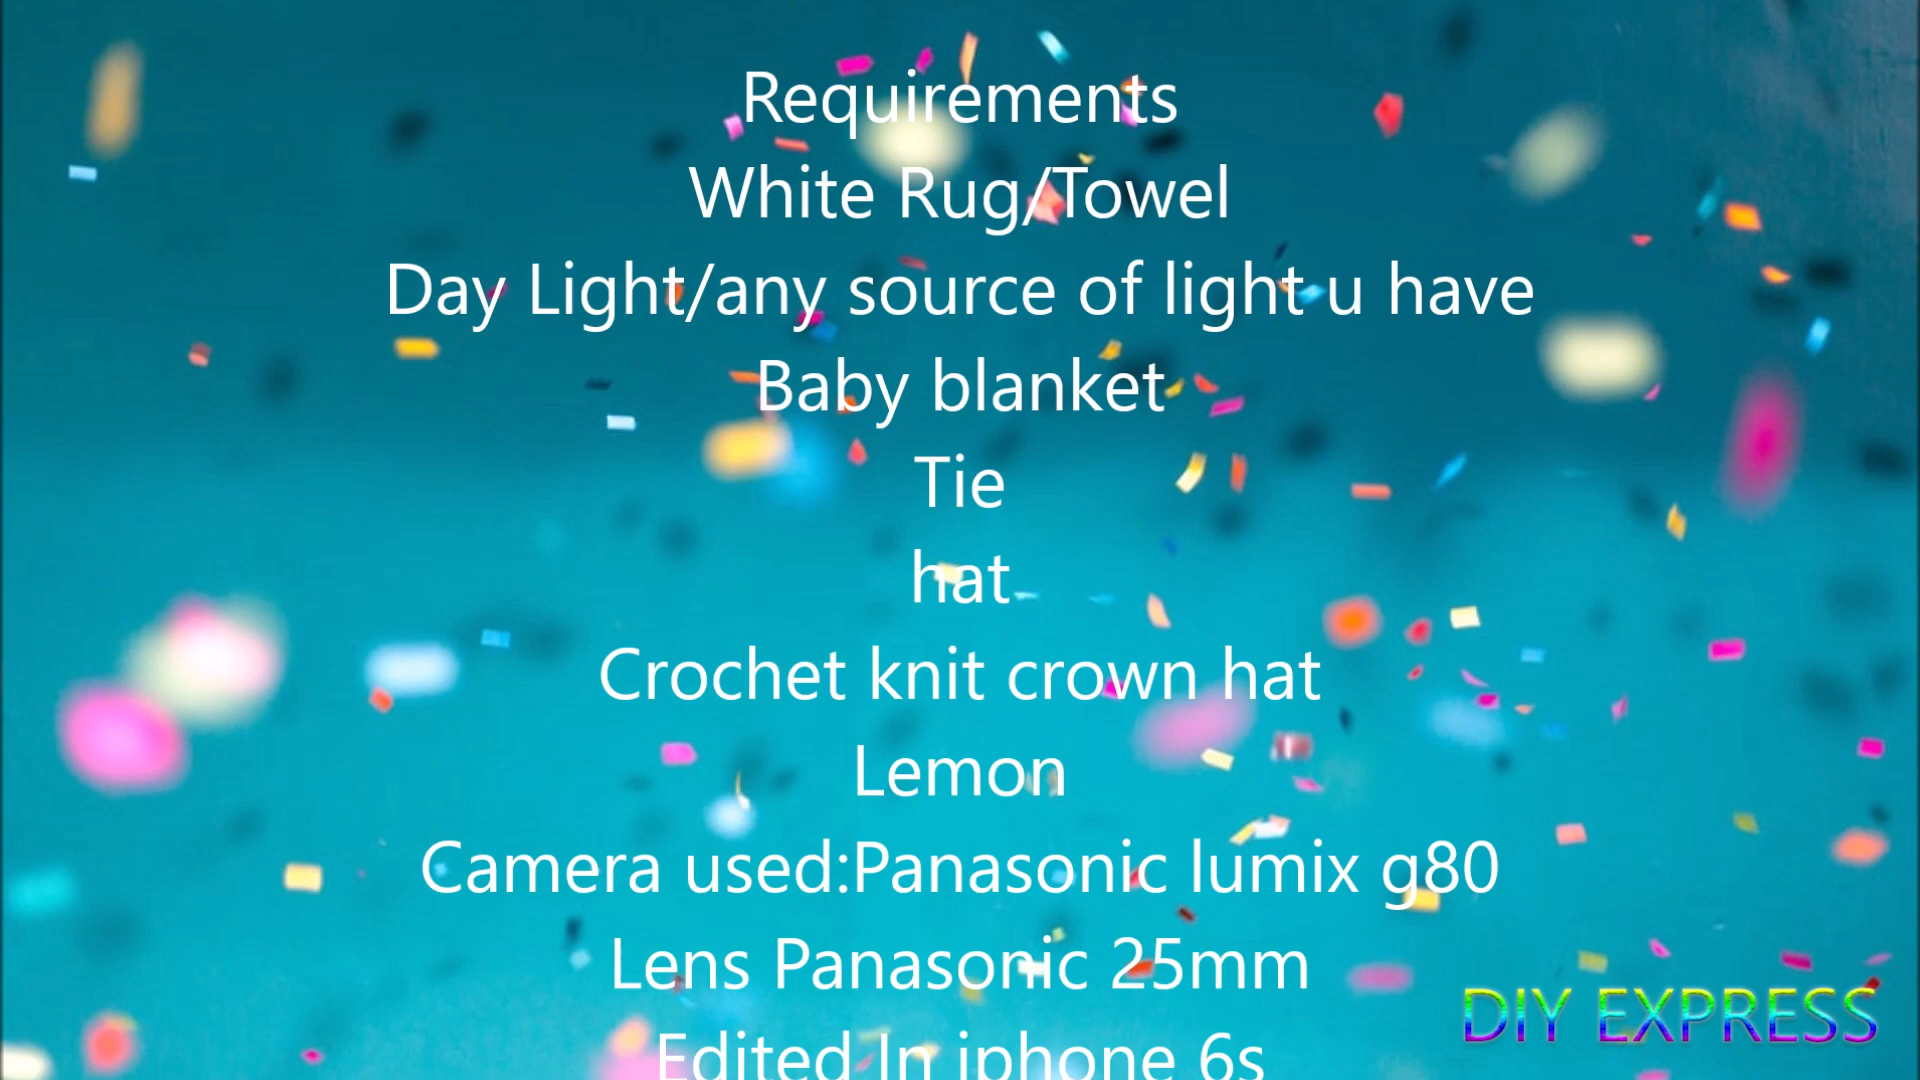 Requirements
White Rug/Towel
Day Light/any source of light u have
Baby blanket
Tie
hat
Crochet knit crown hat
Lemon
Camera used:Panasonic lumix g80
Lens Panasonic 25mm
Edited In iphone 6s
DIY EXPRESS